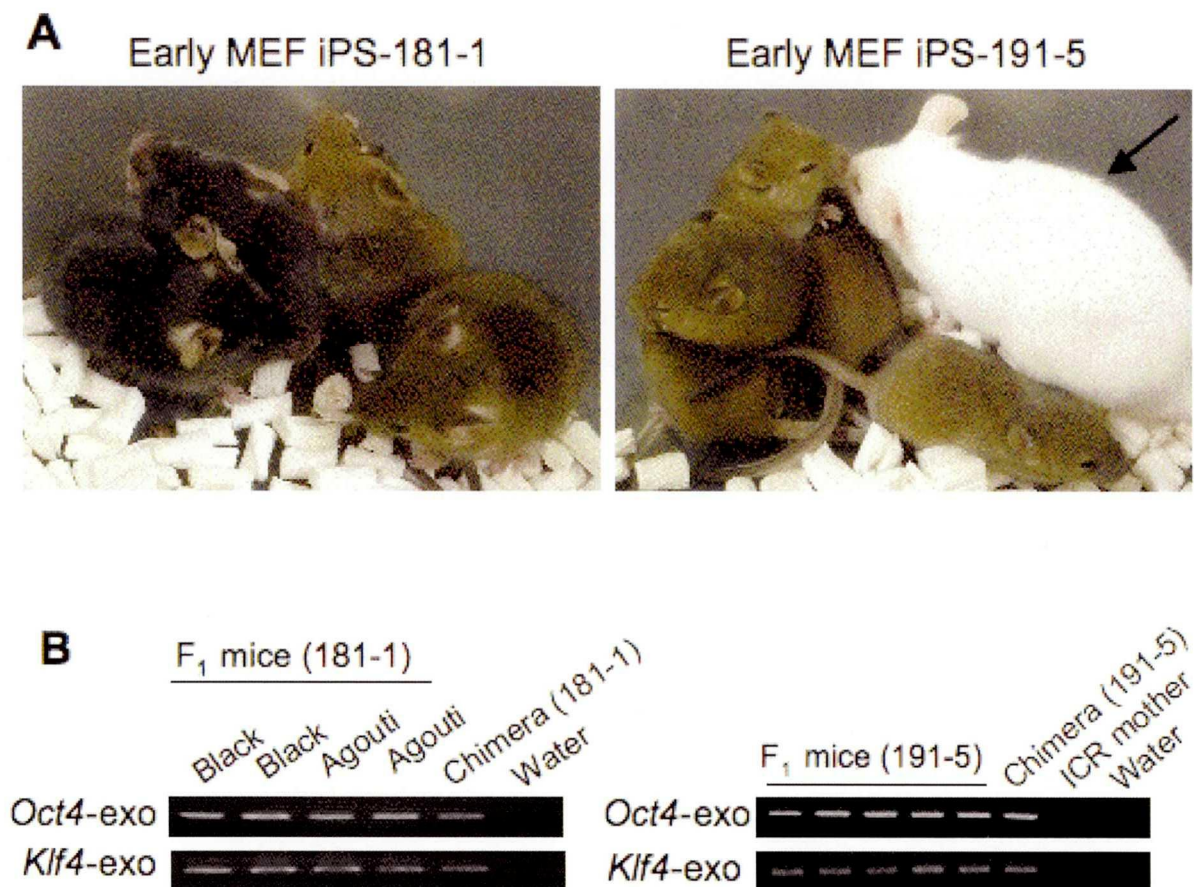 A
Early MEF iPS-181-1
Early MEF iPS-191-5
B
F₁ mice (181-1)
Black
Black
Agouti
Agouti
Chimera (181-1)
Water
Oct4-exo
Klf4-exo
F₁ mice (191-5)
Chimera (191-5)
ICR mother
Water
Oct4-exo
Klf4-exo